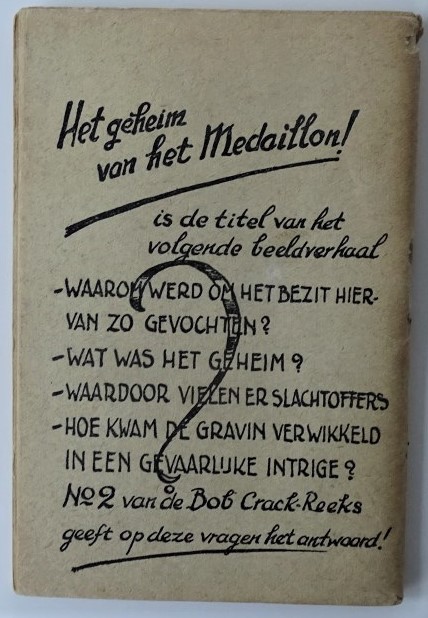 Het geheim
van het Medaillon!
is de titel van het
volgende beeldverhaal
-WAAROM WERD OM HET BEZIT HIER-
VAN ZO GEVOCHTEN?
-WAT WAS HET GEHEIM?
-WAARDOOR VIELEN ER SLACHTOFFERS
-HOE KWAM DE GRAVIN VERWIKKELD
IN EEN GEVAARLIJKE INTRIGE?
No 2 van de Bob Crack-Reeks
geeft op deze vragen het antwoord!